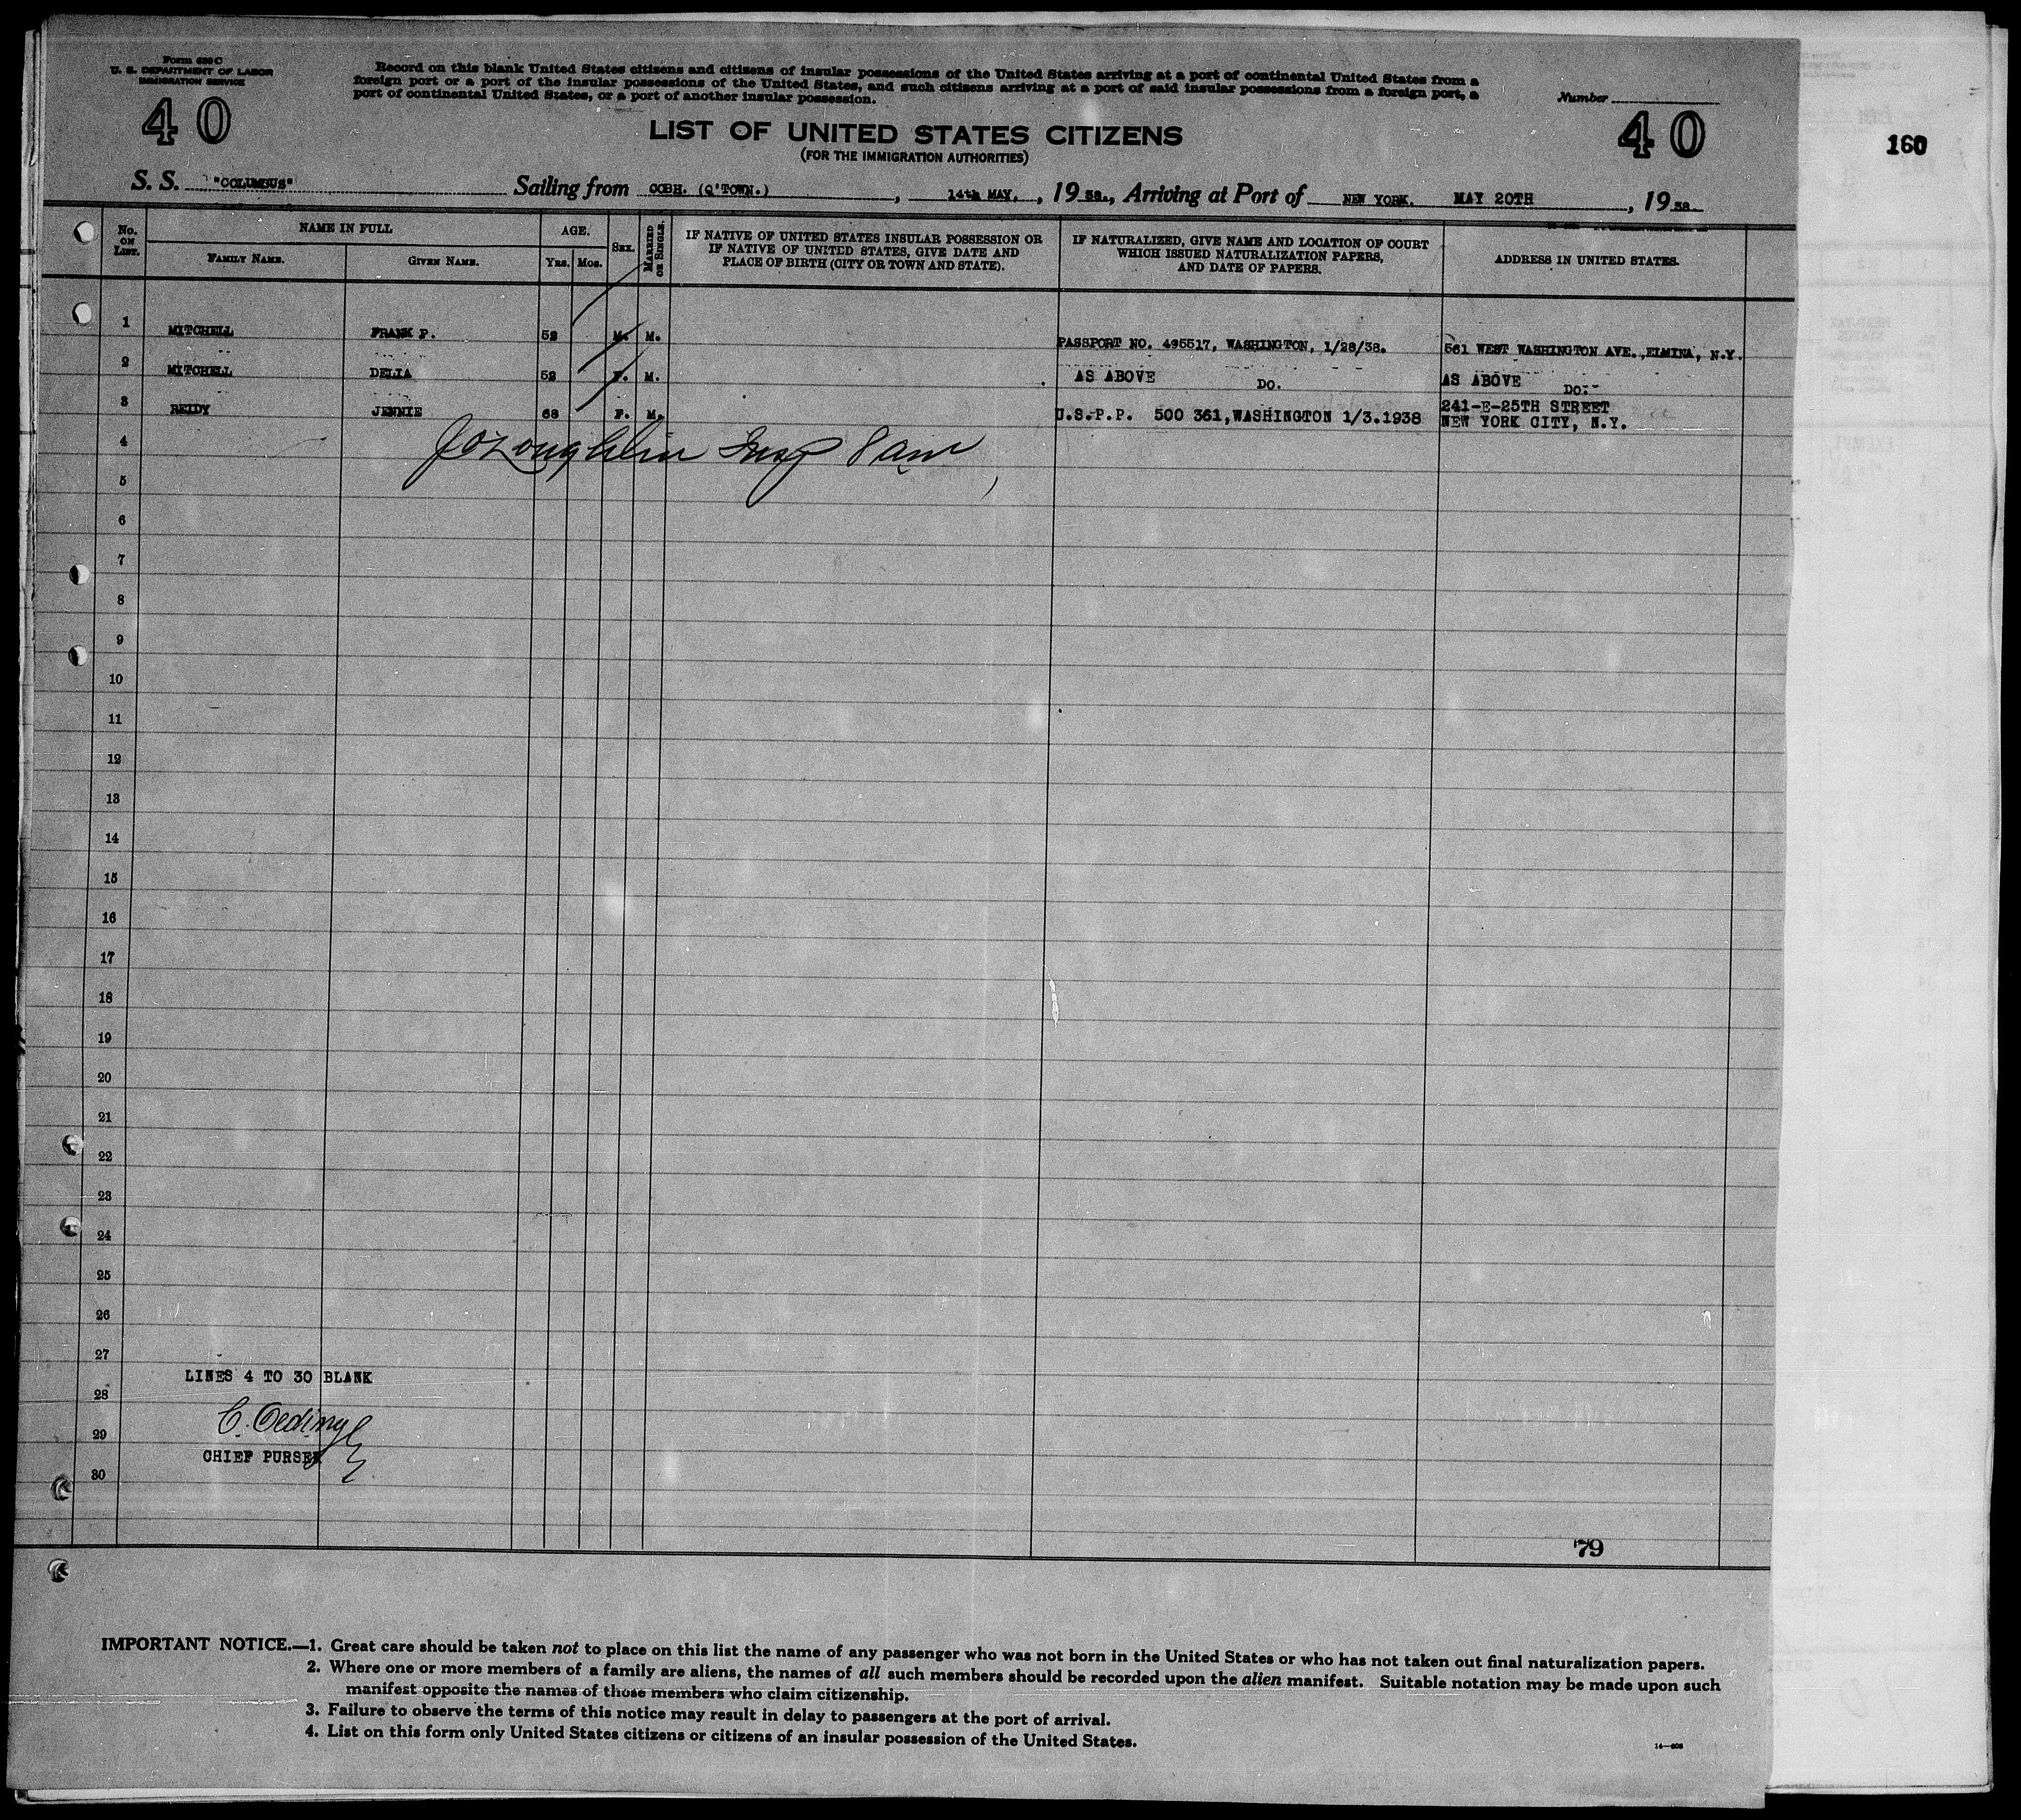 Form 630 C
U. S. DEPARTMENT OF LABOR
IMMIGRATION SERVICE
40
Record on this blank United States citizens and citizens of insular possessions of the United States arriving at a port of continental United States from a
foreign port or a port of the insular possessions of the United States, and such citizens arriving at a port of said insular possessions from a foreign port, a
port of continental United States, or a port of another insular possession.
Number
40
160
LIST OF UNITED STATES CITIZENS
(FOR THE IMMIGRATION AUTHORITIES)
S. S. "COLUMBUS" Sailing from COBH. (Q'TOWN.), 14th MAY, , 19 38., Arriving at Port of NEW YORK. MAY 20TH , 19 38.
No. ON LIST. NAME IN FULL AGE. SEX. MARRIED OR SINGLE. IF NATIVE OF UNITED STATES INSULAR POSSESSION OR IF NATIVE OF UNITED STATES, GIVE DATE AND PLACE OF BIRTH (CITY OR TOWN AND STATE). IF NATURALIZED, GIVE NAME AND LOCATION OF COURT WHICH ISSUED NATURALIZATION PAPERS, AND DATE OF PAPERS. ADDRESS IN UNITED STATES.
FAMILY NAME. GIVEN NAME. YRS. MOS.
1 MITCHELL FRANK P. 52 M. M. PASSPORT NO. 495517, WASHINGTON, 1/28/38. 561 WEST WASHINGTON AVE.,ELMINA, N.Y.
2 MITCHELL DELIA 52 F. M. AS ABOVE DO. AS ABOVE DO.
3 REIDY JENNIE 68 F. M. U.S.P.P. 500 361,WASHINGTON 1/3.1938 241-E-25TH STREET
NEW YORK CITY, N.Y.
4 J O'Loughlin Insp 8 am
5
6
7
8
9
10
11
12
13
14
15
16
17
18
19
20
21
22
23
24
25
26
27
LINES 4 TO 30 BLANK
28
29
CHIEF PURSER
30
79
IMPORTANT NOTICE.—1. Great care should be taken not to place on this list the name of any passenger who was not born in the United States or who has not taken out final naturalization papers.
2. Where one or more members of a family are aliens, the names of all such members should be recorded upon the alien manifest. Suitable notation may be made upon such
manifest opposite the names of those members who claim citizenship.
3. Failure to observe the terms of this notice may result in delay to passengers at the port of arrival.
4. List on this form only United States citizens or citizens of an insular possession of the United States.